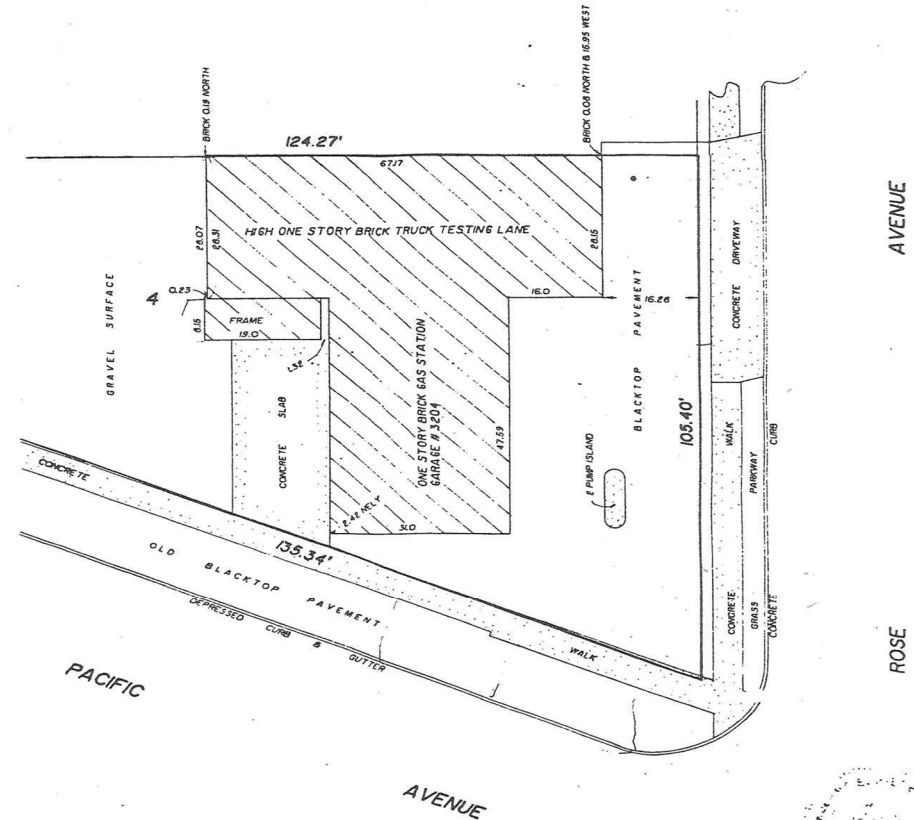 BRICK 0.19 NORTH
BRICK 0.08 NORTH & 16.95 WEST
124.27'
67.17
HIGH ONE STORY BRICK TRUCK TESTING LANE
28.07
28.31
28.15
16.0
16.26
0.23
4
8.15
FRAME
19.0
1.32
GRAVEL SURFACE
CONCRETE SLAB
ONE STORY BRICK GAS STATION
GARAGE # 3204
47.59
2 PUMP ISLAND
BLACKTOP PAVEMENT
105.40'
CONCRETE DRIVEWAY
AVENUE
WALK
PARKWAY
CURB
2.42 NELY
31.0
135.34'
CONCRETE
OLD BLACKTOP PAVEMENT
DEPRESSED CURB & GUTTER
WALK
CONCRETE
GRASS
CONCRETE
ROSE
PACIFIC
AVENUE